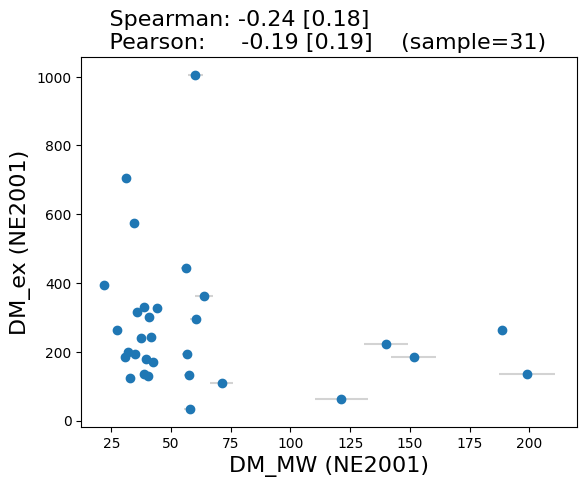 Spearman: -0.24 [0.18]
Pearson: -0.19 [0.19] (sample=31)
1000
800
600
400
200
0
DM_ex (NE2001)
25 50 75 100 125 150 175 200
DM_MW (NE2001)